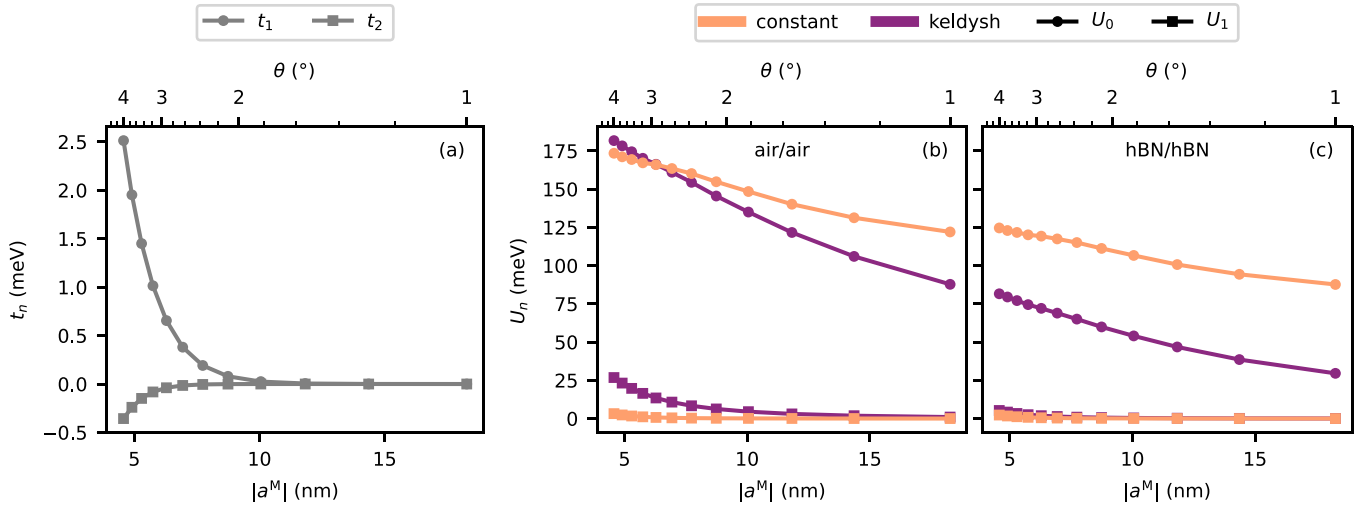 t₁ t₂
constant keldysh U₀ U₁
θ (°)
θ (°)
θ (°)
4 3 2 1
4 3 2 1
4 3 2 1
2.5
2.0
1.5
1.0
0.5
0.0
−0.5
tₙ (meV)
(a)
5 10 15
|aᴹ| (nm)
175
150
125
100
75
50
25
0
Uₙ (meV)
air/air
(b)
5 10 15
|aᴹ| (nm)
hBN/hBN
(c)
5 10 15
|aᴹ| (nm)